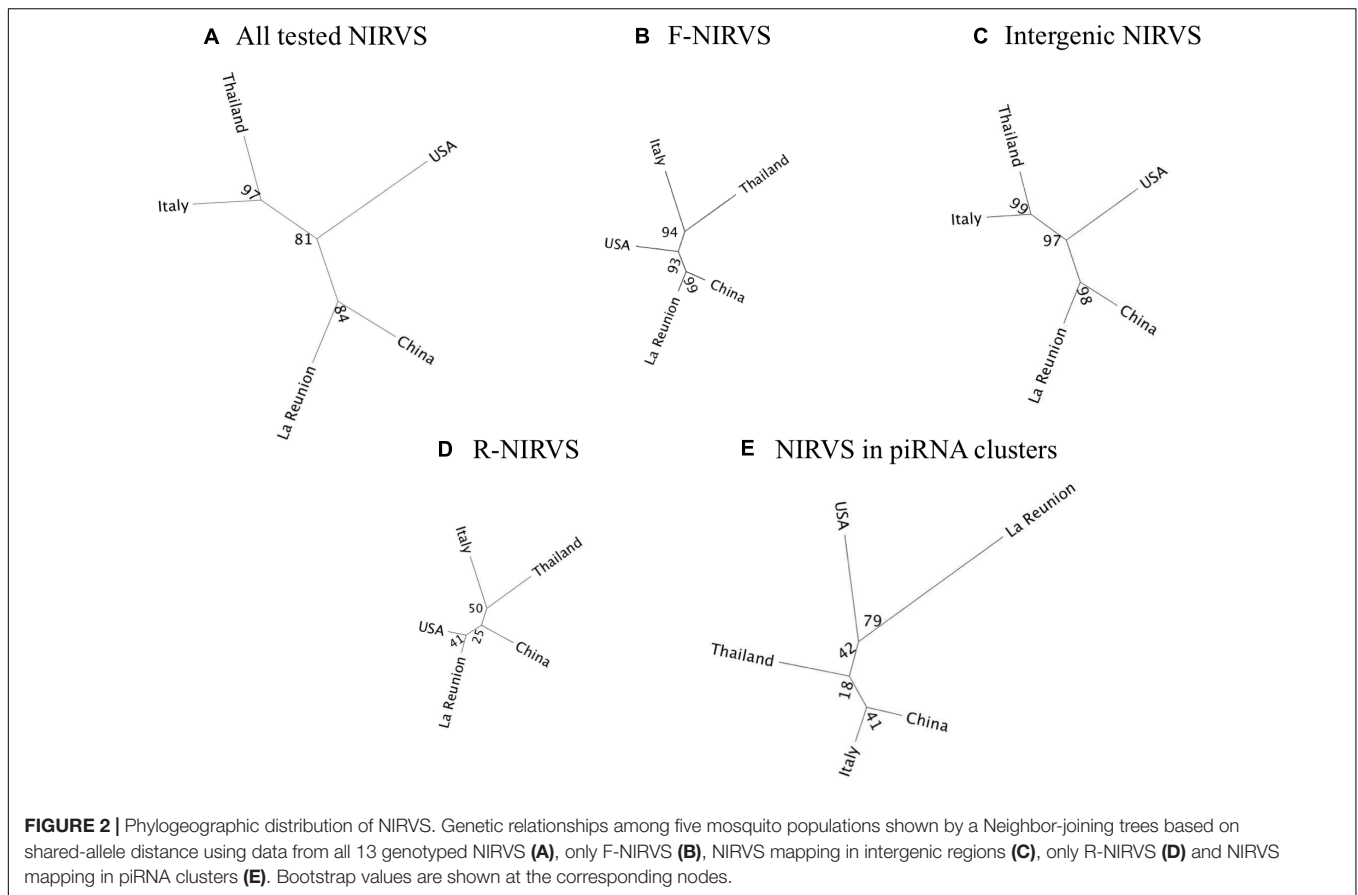 A All tested NIRVS
Thailand
USA
97
Italy
81
84
China
La Reunion
B F-NIRVS
Italy
Thailand
94
USA
93
99
China
La Reunion
C Intergenic NIRVS
Thailand
USA
99
Italy
97
98
China
La Reunion
D R-NIRVS
Italy
Thailand
50
USA
41
25
China
La Reunion
E NIRVS in piRNA clusters
USA
La Reunion
79
42
Thailand
18
41
China
Italy
FIGURE 2 | Phylogeographic distribution of NIRVS. Genetic relationships among five mosquito populations shown by a Neighbor-joining trees based on
shared-allele distance using data from all 13 genotyped NIRVS (A), only F-NIRVS (B), NIRVS mapping in intergenic regions (C), only R-NIRVS (D) and NIRVS
mapping in piRNA clusters (E). Bootstrap values are shown at the corresponding nodes.